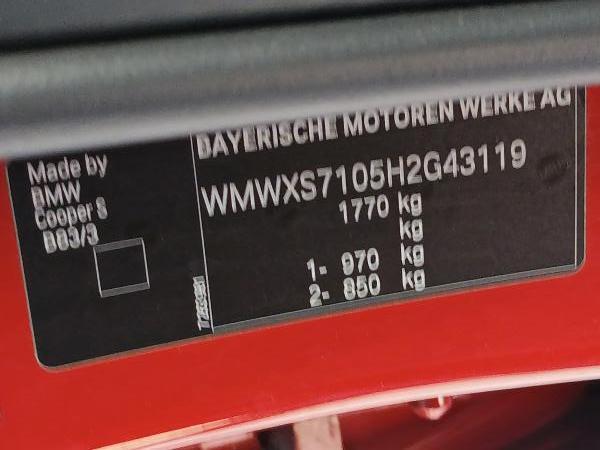 BAYERISCHE MOTOREN WERKE AG
Made by
BMW
Cooper S
B83/3
WMWXS7105H2G43119
1770 kg
kg
1- 970 kg
2- 850 kg